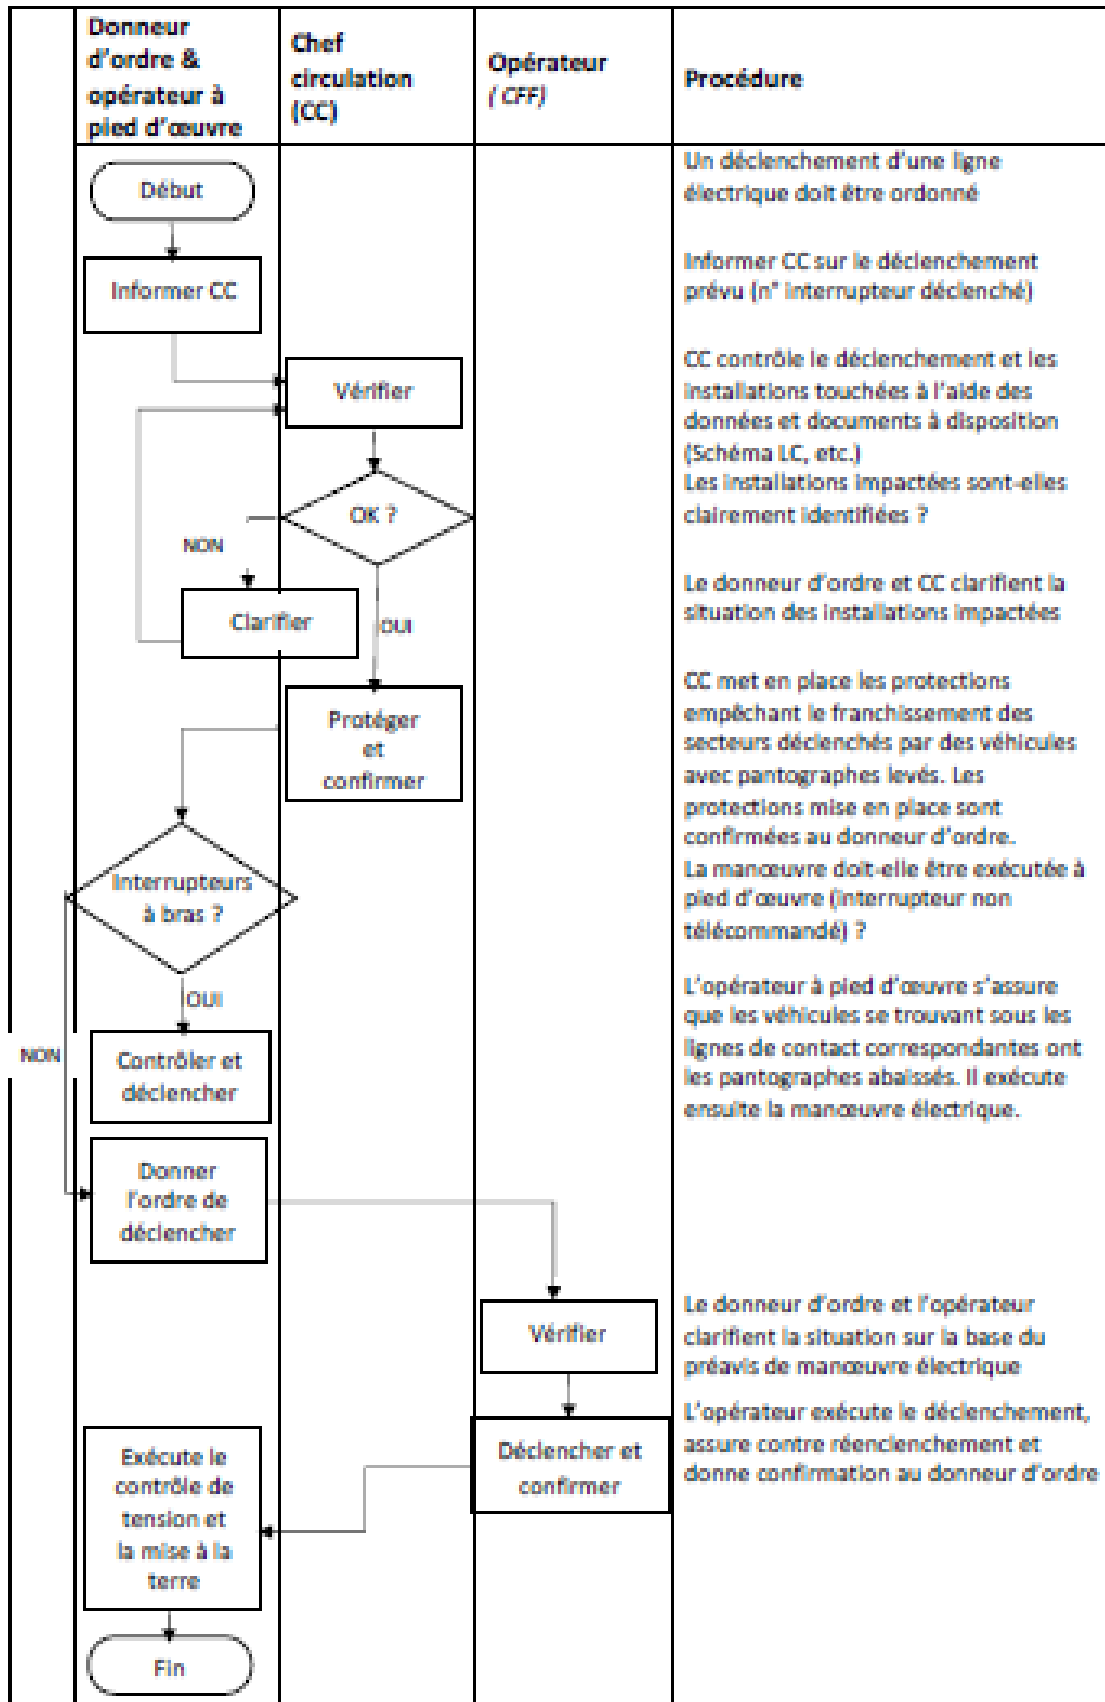 Donneur
d'ordre &
opérateur à
pied d'œuvre
Chef
circulation
(CC)
Opérateur
( CFF)
Procédure
Début
Un déclenchement d'une ligne
électrique doit être ordonné
Informer CC
Informer CC sur le déclenchement
prévu (n° interrupteur déclenché)
Vérifier
CC contrôle le déclenchement et les
installations touchées à l'aide des
données et documents à disposition
(Schéma LC, etc.)
OK ?
Les installations impactées sont-elles
clairement identifiées ?
NON
Clarifier
OUI
Le donneur d'ordre et CC clarifient la
situation des installations impactées
Protéger
et
confirmer
CC met en place les protections
empêchant le franchissement des
secteurs déclenchés par des véhicules
avec pantographes levés. Les
protections mise en place sont
confirmées au donneur d'ordre.
Interrupteurs
à bras ?
La manœuvre doit-elle être exécutée à
pied d'œuvre (interrupteur non
télécommandé) ?
OUI
NON
Contrôler et
déclencher
L'opérateur à pied d'œuvre s'assure
que les véhicules se trouvant sous les
lignes de contact correspondantes ont
les pantographes abaissés. Il exécute
ensuite la manœuvre électrique.
Donner
l'ordre de
déclencher
Vérifier
Le donneur d'ordre et l'opérateur
clarifient la situation sur la base du
préavis de manœuvre électrique
Déclencher et
confirmer
L'opérateur exécute le déclenchement,
assure contre réenclenchement et
donne confirmation au donneur d'ordre
Exécute le
contrôle de
tension et
la mise à la
terre
Fin